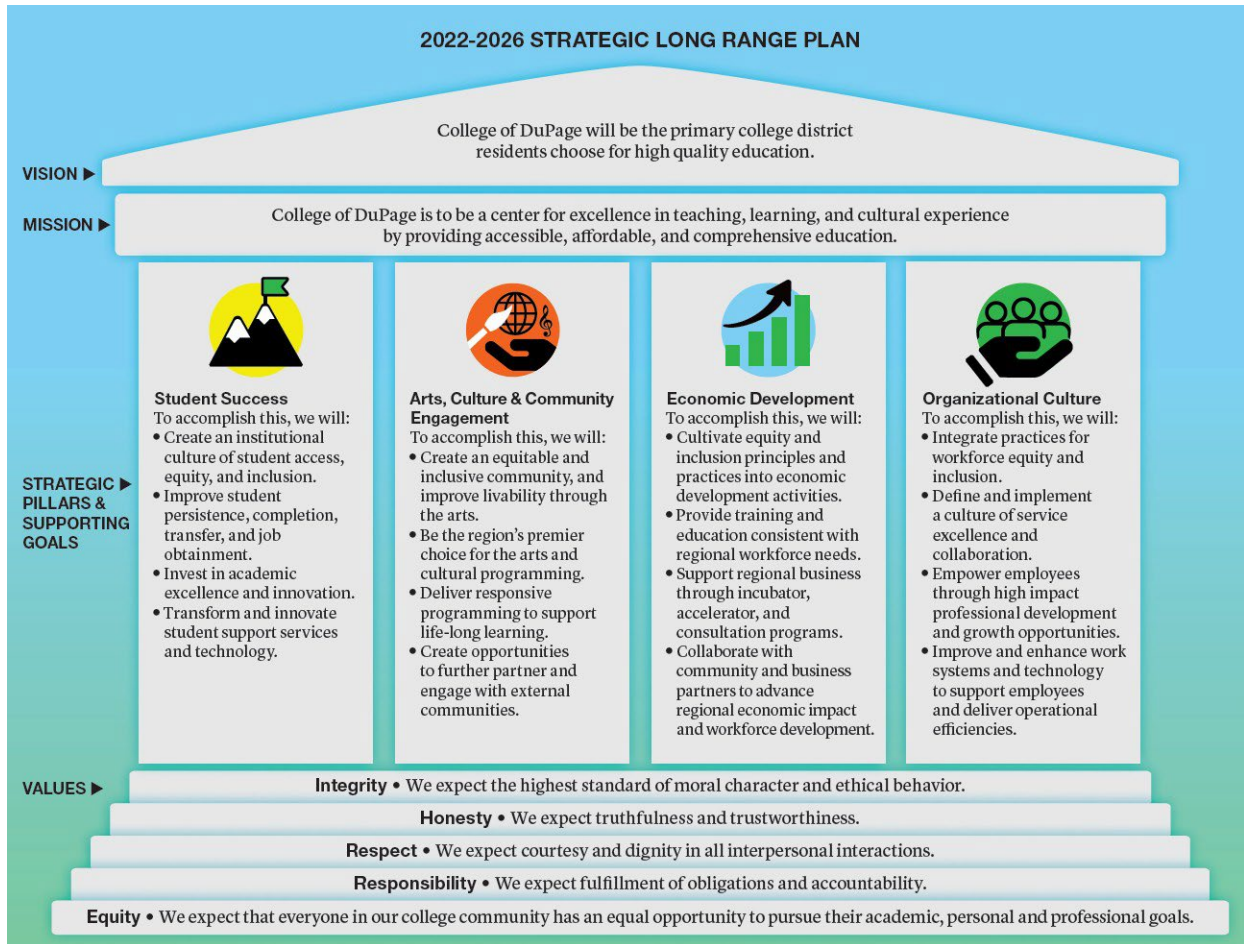 2022-2026 STRATEGIC LONG RANGE PLAN
College of DuPage will be the primary college district
residents choose for high quality education.
VISION ►
MISSION ►
College of DuPage is to be a center for excellence in teaching, learning, and cultural experience
by providing accessible, affordable, and comprehensive education.
STRATEGIC ►
PILLARS &
SUPPORTING
GOALS
Student Success
To accomplish this, we will:
• Create an institutional
culture of student access,
equity, and inclusion.
• Improve student
persistence, completion,
transfer, and job
obtainment.
• Invest in academic
excellence and innovation.
• Transform and innovate
student support services
and technology.
Arts, Culture & Community
Engagement
To accomplish this, we will:
• Create an equitable and
inclusive community, and
improve livability through
the arts.
• Be the region's premier
choice for the arts and
cultural programming.
• Deliver responsive
programming to support
life-long learning.
• Create opportunities
to further partner and
engage with external
communities.
Economic Development
To accomplish this, we will:
• Cultivate equity and
inclusion principles and
practices into economic
development activities.
• Provide training and
education consistent with
regional workforce needs.
• Support regional business
through incubator,
accelerator, and
consultation programs.
• Collaborate with
community and business
partners to advance
regional economic impact
and workforce development.
Organizational Culture
To accomplish this, we will:
• Integrate practices for
workforce equity and
inclusion.
• Define and implement
a culture of service
excellence and
collaboration.
• Empower employees
through high impact
professional development
and growth opportunities.
• Improve and enhance work
systems and technology
to support employees
and deliver operational
efficiencies.
VALUES ►
Integrity • We expect the highest standard of moral character and ethical behavior.
Honesty • We expect truthfulness and trustworthiness.
Respect • We expect courtesy and dignity in all interpersonal interactions.
Responsibility • We expect fulfillment of obligations and accountability.
Equity • We expect that everyone in our college community has an equal opportunity to pursue their academic, personal and professional goals.